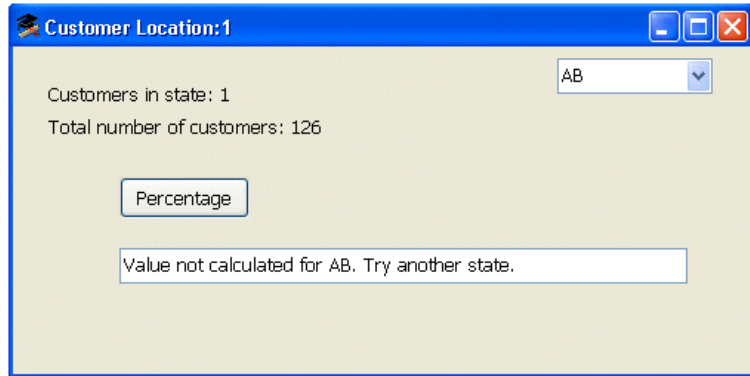 Customer Location:1
AB
Customers in state: 1
Total number of customers: 126
Percentage
Value not calculated for AB. Try another state.